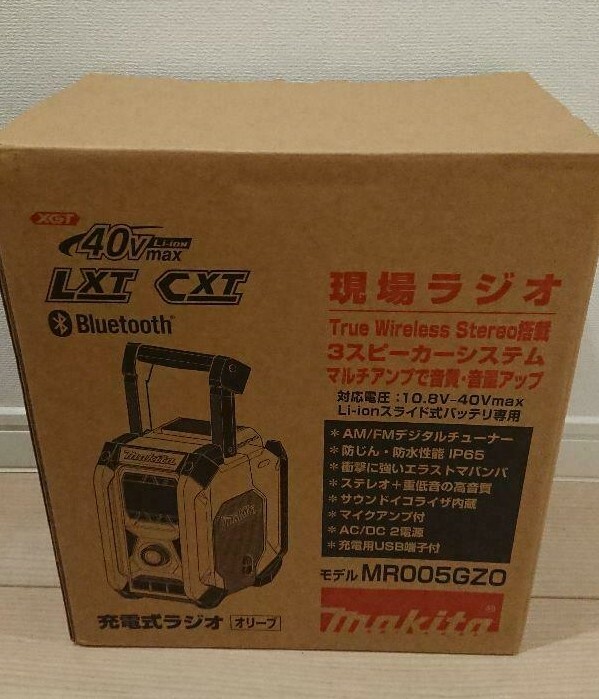 XGT
40Vmax Li-ion
LXT CXT
Bluetooth
現場ラジオ
True Wireless Stereo搭載
3スピーカーシステム
マルチアンプで音質・音量アップ
対応電圧:10.8V-40Vmax
Li-ionスライド式バッテリ専用
＊AM/FMデジタルチューナー
＊防じん・防水性能 IP65
＊衝撃に強いエラストマバンパ
＊ステレオ+重低音の高音質
＊サウンドイコライザ内蔵
＊マイクアンプ付
＊AC/DC 2電源
＊充電用USB端子付
モデル MR005GZO
makita
充電式ラジオ オリーブ
makita®